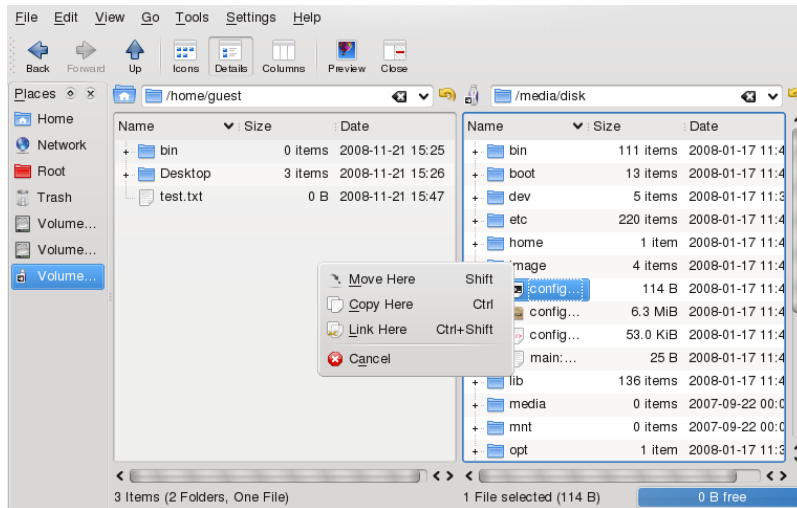 File Edit View Go Tools Settings Help
Back Forward Up Icons Details Columns Preview Close
Places
Home
Network
Root
Trash
Volume...
Volume...
Volume...
/home/guest
Name Size Date
bin 0 items 2008-11-21 15:25
Desktop 3 items 2008-11-21 15:26
test.txt 0 B 2008-11-21 15:47
Move Here Shift
Copy Here Ctrl
Link Here Ctrl+Shift
Cancel
3 Items (2 Folders, One File)
/media/disk
Name Size Date
bin 111 items 2008-01-17 11:4
boot 13 items 2008-01-17 11:4
dev 5 items 2008-01-17 11:3
etc 220 items 2008-01-17 11:4
home 1 item 2008-01-17 11:4
image 4 items 2008-01-17 11:4
config... 114 B 2008-01-17 11:4
config... 6.3 MiB 2008-01-17 11:4
config... 53.0 KiB 2008-01-17 11:4
main:... 25 B 2008-01-17 11:4
lib 136 items 2008-01-17 11:4
media 0 items 2007-09-22 00:0
mnt 0 items 2007-09-22 00:0
opt 1 item 2008-01-17 11:3
1 File selected (114 B) 0 B free